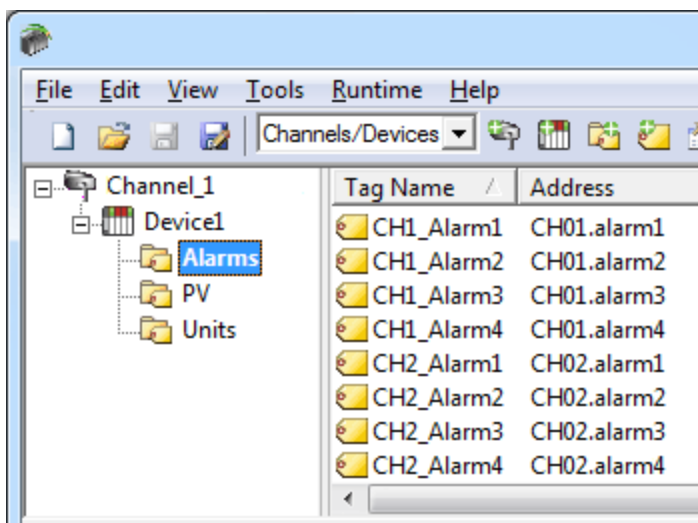 File Edit View Tools Runtime Help
Channels/Devices
Channel_1
Device1
Alarms
PV
Units
Tag Name Address
CH1_Alarm1 CH01.alarm1
CH1_Alarm2 CH01.alarm2
CH1_Alarm3 CH01.alarm3
CH1_Alarm4 CH01.alarm4
CH2_Alarm1 CH02.alarm1
CH2_Alarm2 CH02.alarm2
CH2_Alarm3 CH02.alarm3
CH2_Alarm4 CH02.alarm4